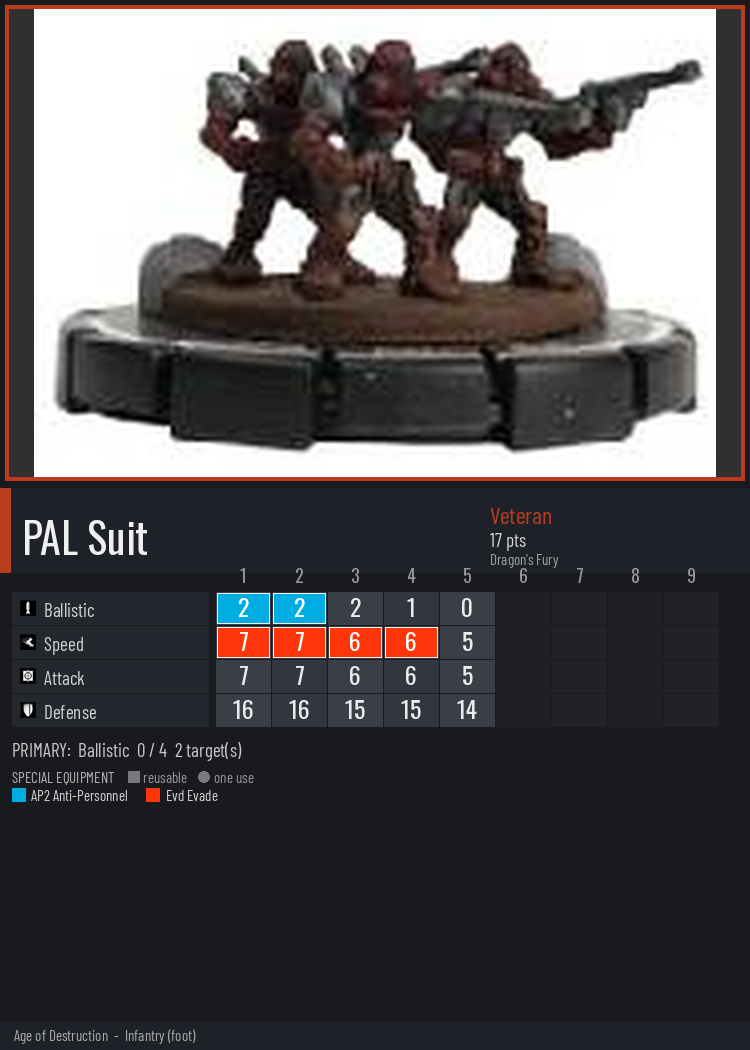 PAL Suit
Veteran
17 pts
Dragon's Fury
1 2 3 4 5 6 7 8 9
Ballistic 2 2 2 1 0
Speed 7 7 6 6 5
Attack 7 7 6 6 5
Defense 16 16 15 15 14
PRIMARY: Ballistic 0 / 4 2 target(s)
SPECIAL EQUIPMENT reusable one use
AP2 Anti-Personnel Evd Evade
Age of Destruction - Infantry (foot)